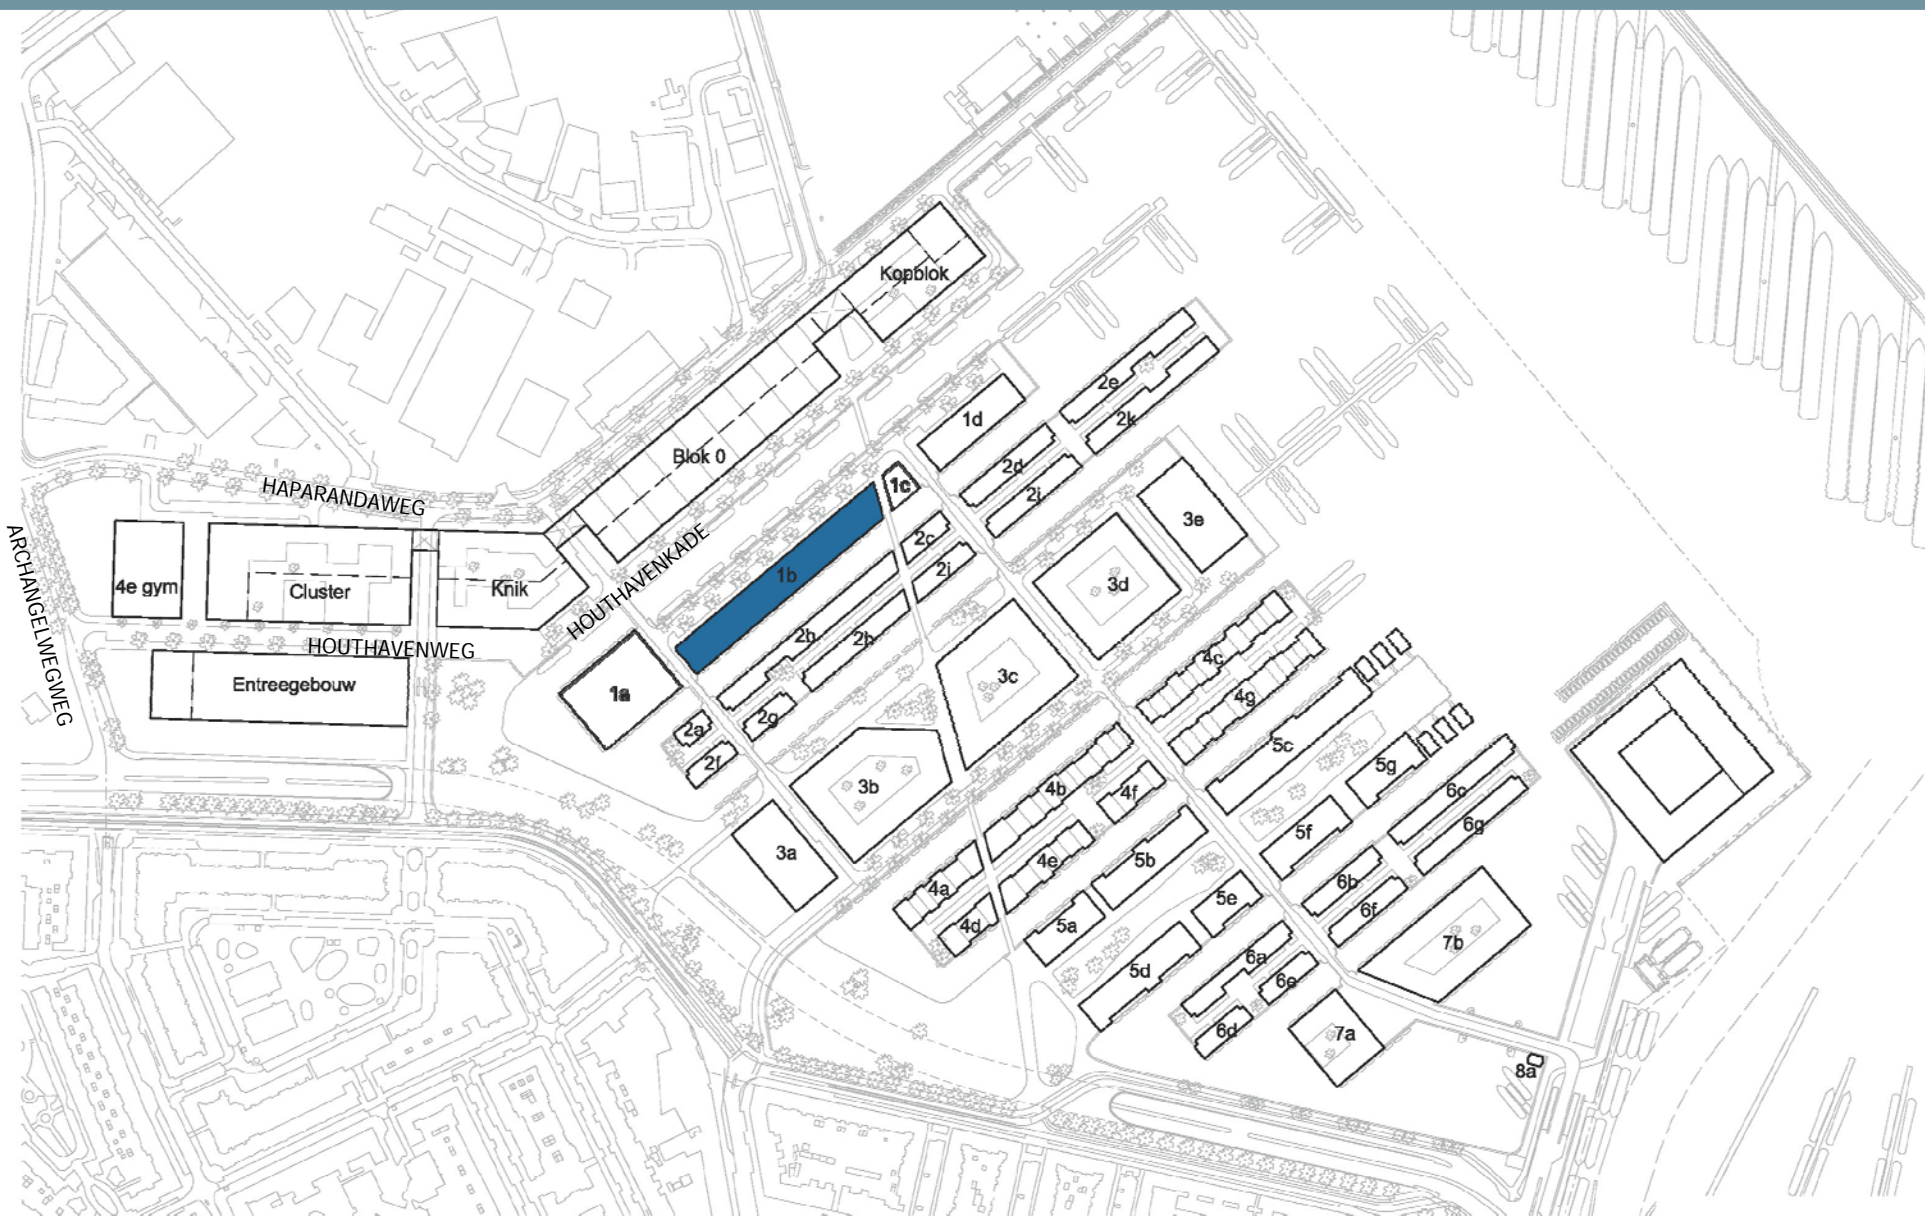 Kopblok
2e
1d
2k
Blok 0
2d
1c
2j
HAPARANDAWEG
3e
2c
HOUTHAVENKADE
ARCHANGELWEGWEG
2i
1b
3d
4e gym
Cluster
Knik
2b
2h
HOUTHAVENWEG
4c
Entreegebouw
3c
1a
4g
2g
2a
5c
2f
5g
3b
4b
4f
6c
6g
5f
3a
4e
5b
6b
4a
5e
6f
4d
5a
7b
6a
5d
6e
6d
7a
8a